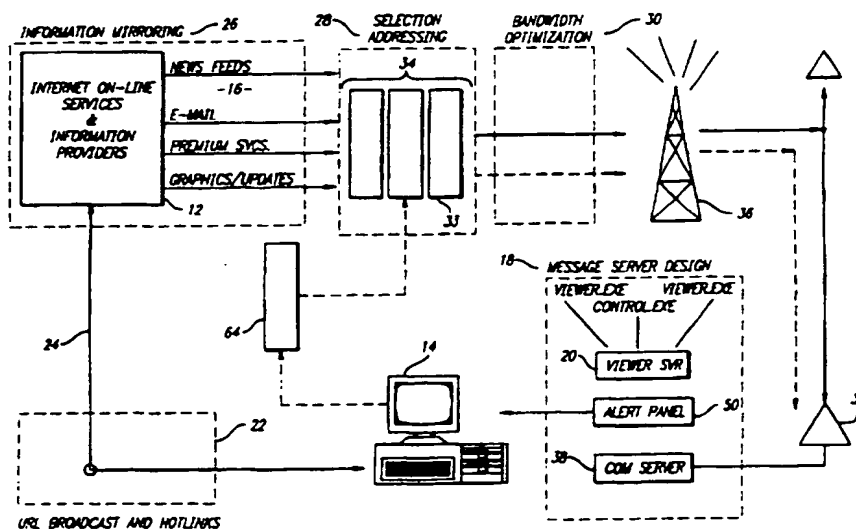 INFORMATION MIRRORING
26
28
SELECTION
ADDRESSING
BANDWIDTH
OPTIMIZATION
30
INTERNET ON-LINE
SERVICES
&
INFORMATION
PROVIDERS
NEWS FEEDS
-16-
E-MAIL
PREMIUM SVCS.
GRAPHICS/UPDATES
12
34
33
36
24
64
14
18
MESSAGE SERVER DESIGN
VIEWER.EXE
VIEWER.EXE
CONTROL.EXE
20
VIEWER SVR
ALERT PANEL
50
38
COM SERVER
22
URL BROADCAST AND HOTLINKS